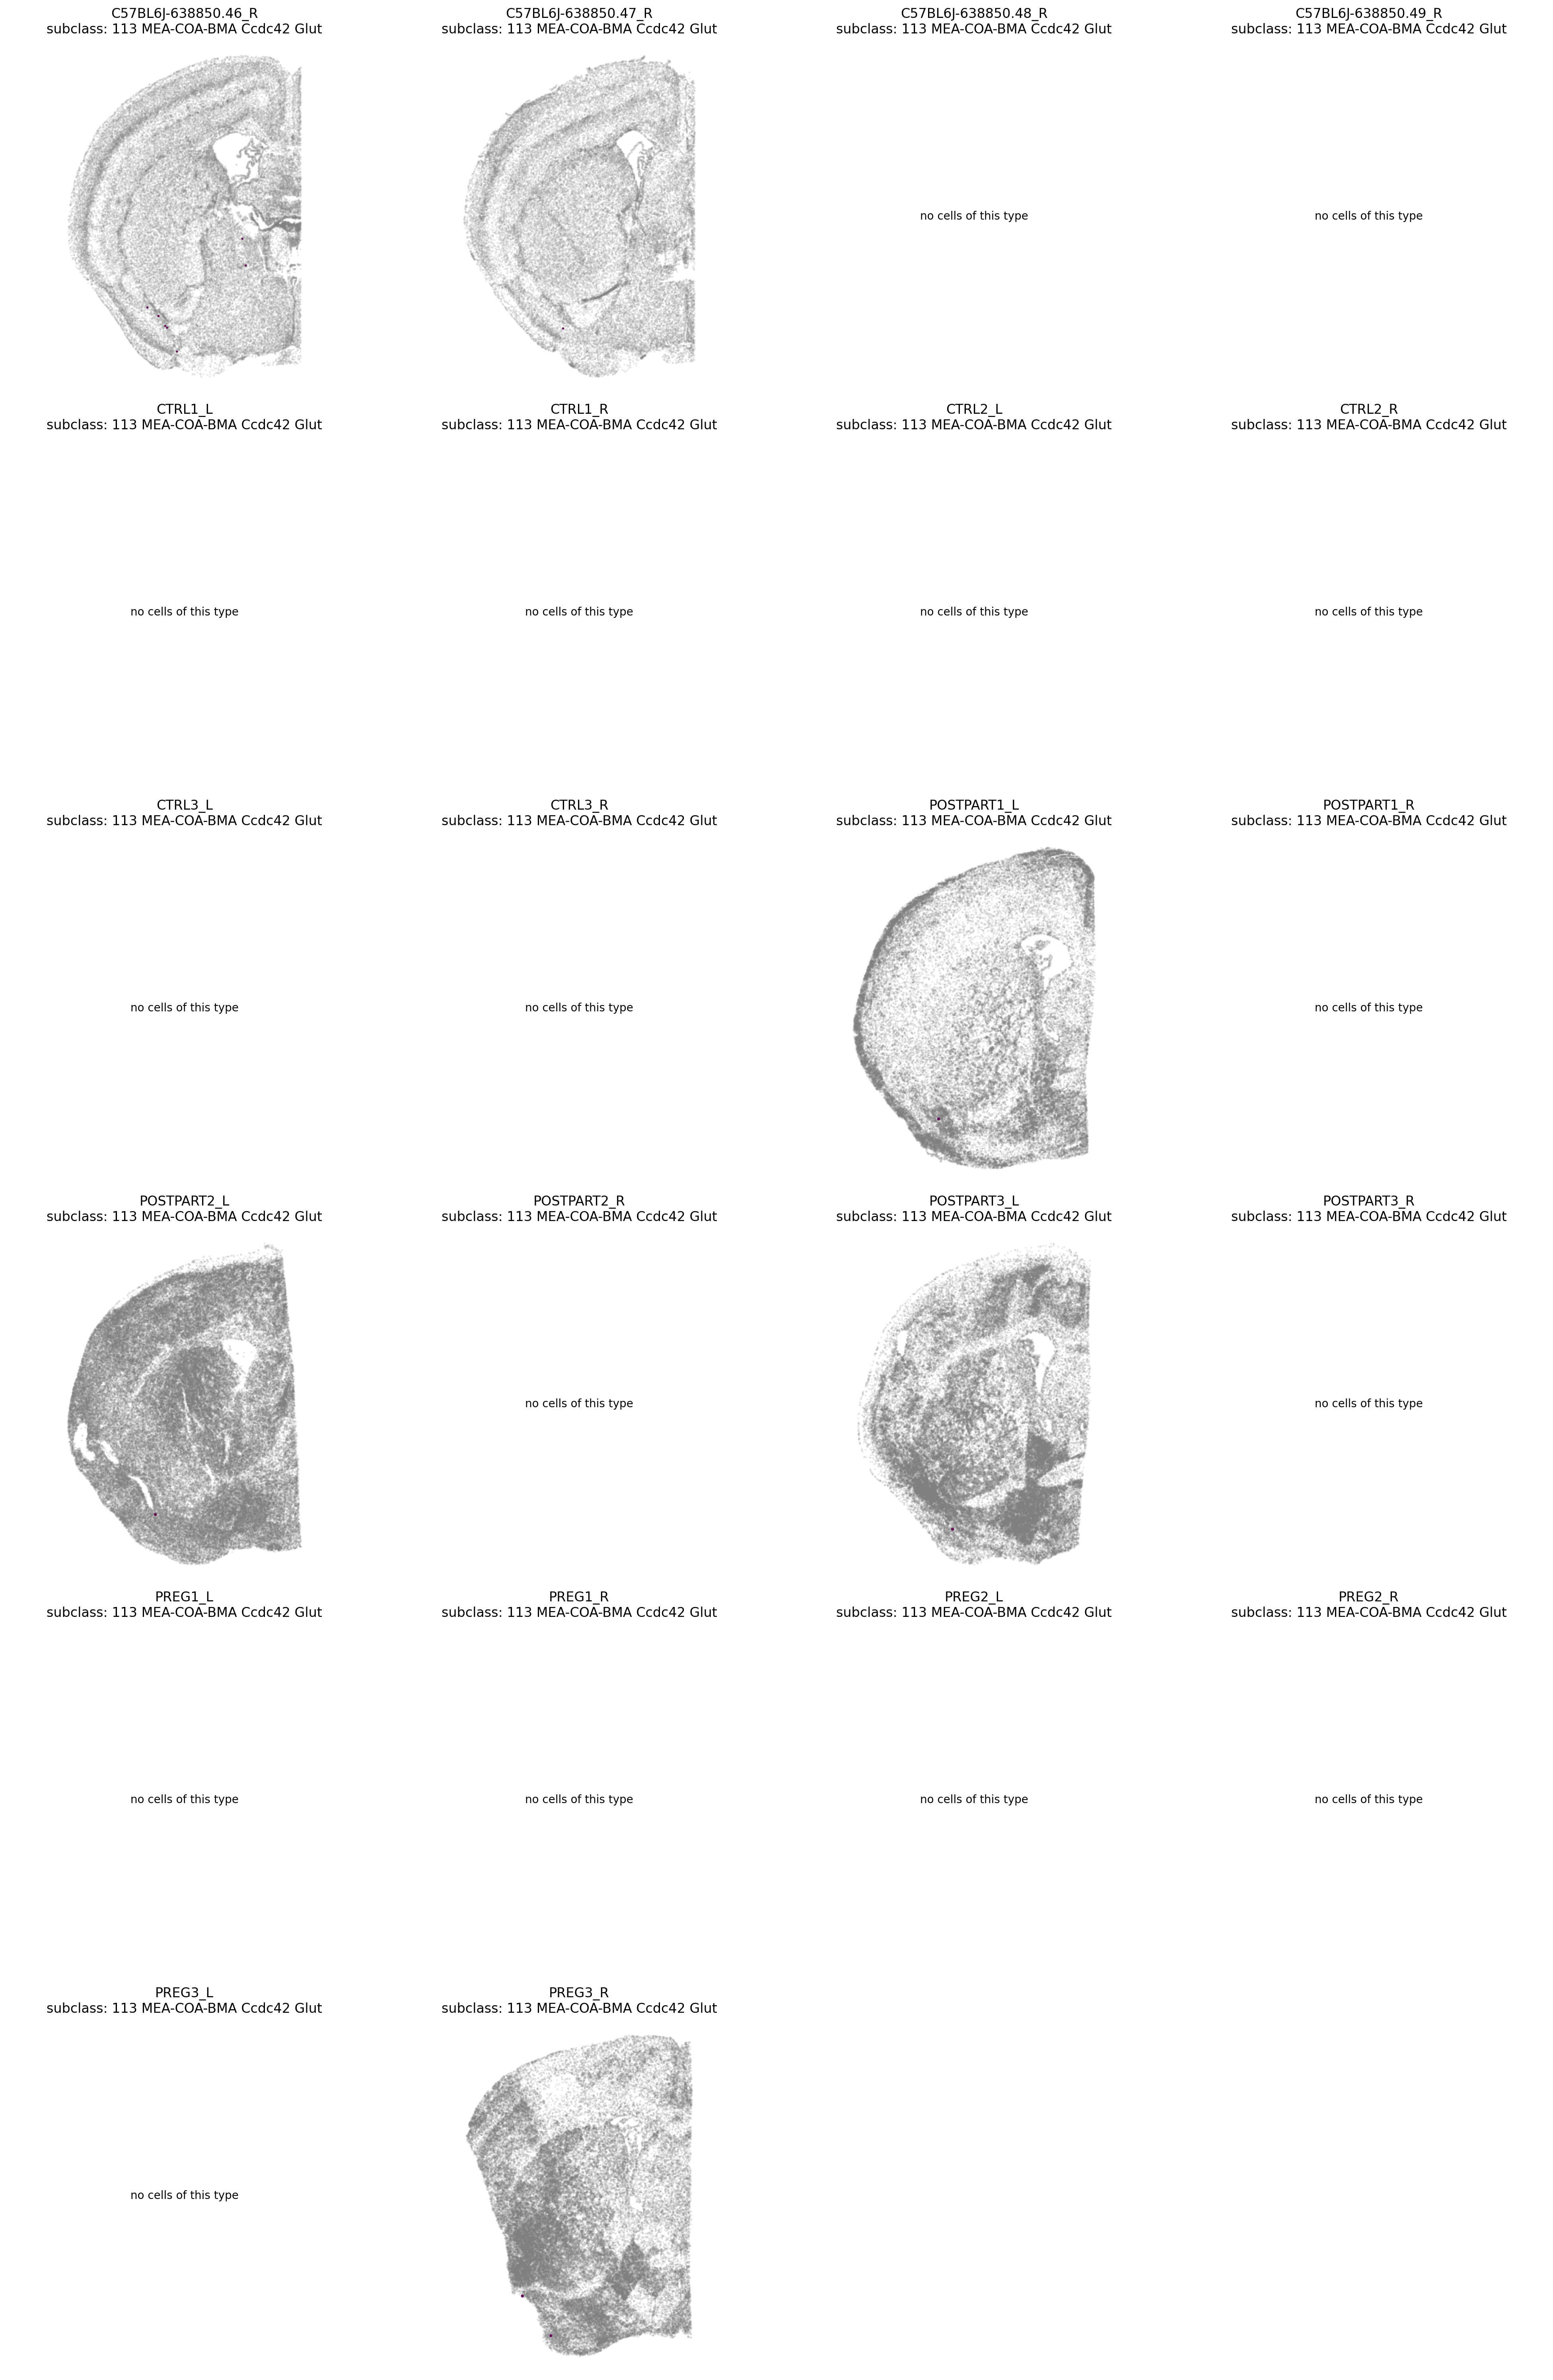 C57BL6J-638850.46_R
subclass: 113 MEA-COA-BMA Ccdc42 Glut
C57BL6J-638850.47_R
subclass: 113 MEA-COA-BMA Ccdc42 Glut
C57BL6J-638850.48_R
subclass: 113 MEA-COA-BMA Ccdc42 Glut
no cells of this type
C57BL6J-638850.49_R
subclass: 113 MEA-COA-BMA Ccdc42 Glut
no cells of this type
CTRL1_L
subclass: 113 MEA-COA-BMA Ccdc42 Glut
no cells of this type
CTRL1_R
subclass: 113 MEA-COA-BMA Ccdc42 Glut
no cells of this type
CTRL2_L
subclass: 113 MEA-COA-BMA Ccdc42 Glut
no cells of this type
CTRL2_R
subclass: 113 MEA-COA-BMA Ccdc42 Glut
no cells of this type
CTRL3_L
subclass: 113 MEA-COA-BMA Ccdc42 Glut
no cells of this type
CTRL3_R
subclass: 113 MEA-COA-BMA Ccdc42 Glut
no cells of this type
POSTPART1_L
subclass: 113 MEA-COA-BMA Ccdc42 Glut
POSTPART1_R
subclass: 113 MEA-COA-BMA Ccdc42 Glut
no cells of this type
POSTPART2_L
subclass: 113 MEA-COA-BMA Ccdc42 Glut
POSTPART2_R
subclass: 113 MEA-COA-BMA Ccdc42 Glut
no cells of this type
POSTPART3_L
subclass: 113 MEA-COA-BMA Ccdc42 Glut
POSTPART3_R
subclass: 113 MEA-COA-BMA Ccdc42 Glut
no cells of this type
PREG1_L
subclass: 113 MEA-COA-BMA Ccdc42 Glut
no cells of this type
PREG1_R
subclass: 113 MEA-COA-BMA Ccdc42 Glut
no cells of this type
PREG2_L
subclass: 113 MEA-COA-BMA Ccdc42 Glut
no cells of this type
PREG2_R
subclass: 113 MEA-COA-BMA Ccdc42 Glut
no cells of this type
PREG3_L
subclass: 113 MEA-COA-BMA Ccdc42 Glut
no cells of this type
PREG3_R
subclass: 113 MEA-COA-BMA Ccdc42 Glut